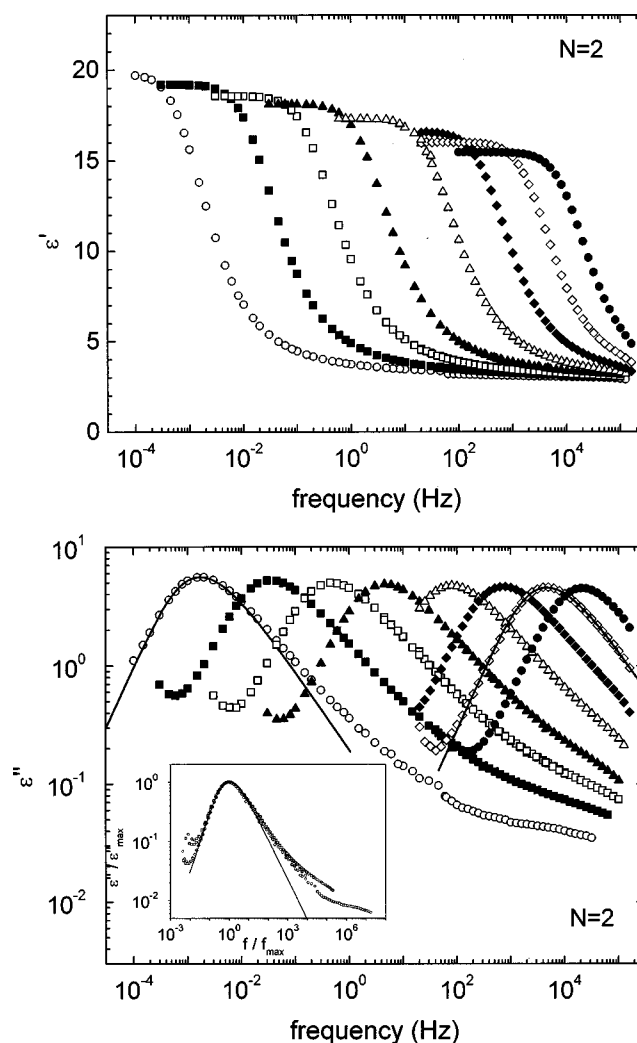 20
15
10
5
0
ε'
N=2
10⁻⁴ 10⁻² 10⁰ 10² 10⁴
frequency (Hz)
10¹
10⁰
10⁻¹
10⁻²
ε''
10⁰
10⁻¹
10⁻²
ε'' / ε''max
10⁻³ 10⁰ 10³ 10⁶
f / fmax
N=2
10⁻⁴ 10⁻² 10⁰ 10² 10⁴
frequency (Hz)